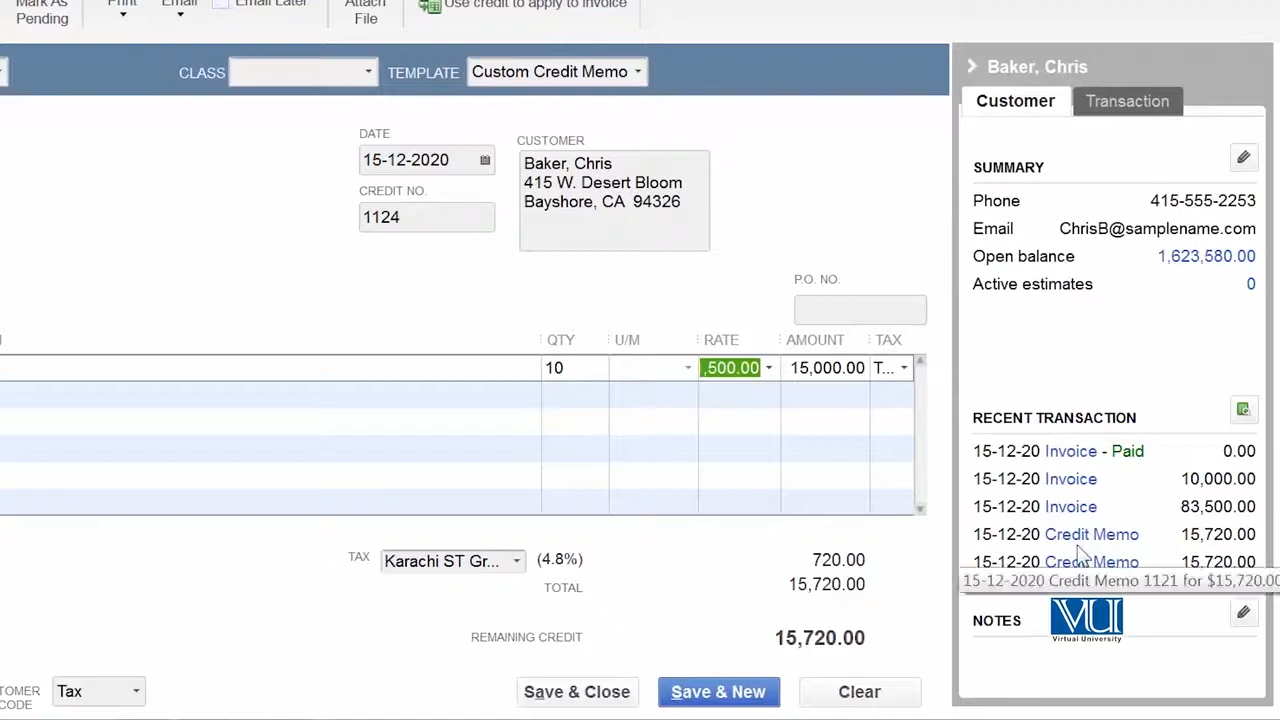 Mark As
Pending
Print
Email
Email Later
Attach
File
Use credit to apply to invoice
CLASS
TEMPLATE
Custom Credit Memo
Baker, Chris
Customer
Transaction
DATE
15-12-2020
CREDIT NO.
1124
CUSTOMER
Baker, Chris
415 W. Desert Bloom
Bayshore, CA 94326
P.O. NO.
SUMMARY
Phone 415-555-2253
Email ChrisB@samplename.com
Open balance 1,623,580.00
Active estimates 0
QTY U/M RATE AMOUNT TAX
10 ,500.00 15,000.00 T...
RECENT TRANSACTION
15-12-20 Invoice - Paid 0.00
15-12-20 Invoice 10,000.00
15-12-20 Invoice 83,500.00
15-12-20 Credit Memo 15,720.00
15-12-20 Credit Memo 15,720.00
15-12-2020 Credit Memo 1121 for $15,720.00
TAX Karachi ST Gr... (4.8%) 720.00
TOTAL 15,720.00
REMAINING CREDIT 15,720.00
NOTES
VU
Virtual University
TOMER
CODE
Tax
Save & Close
Save & New
Clear